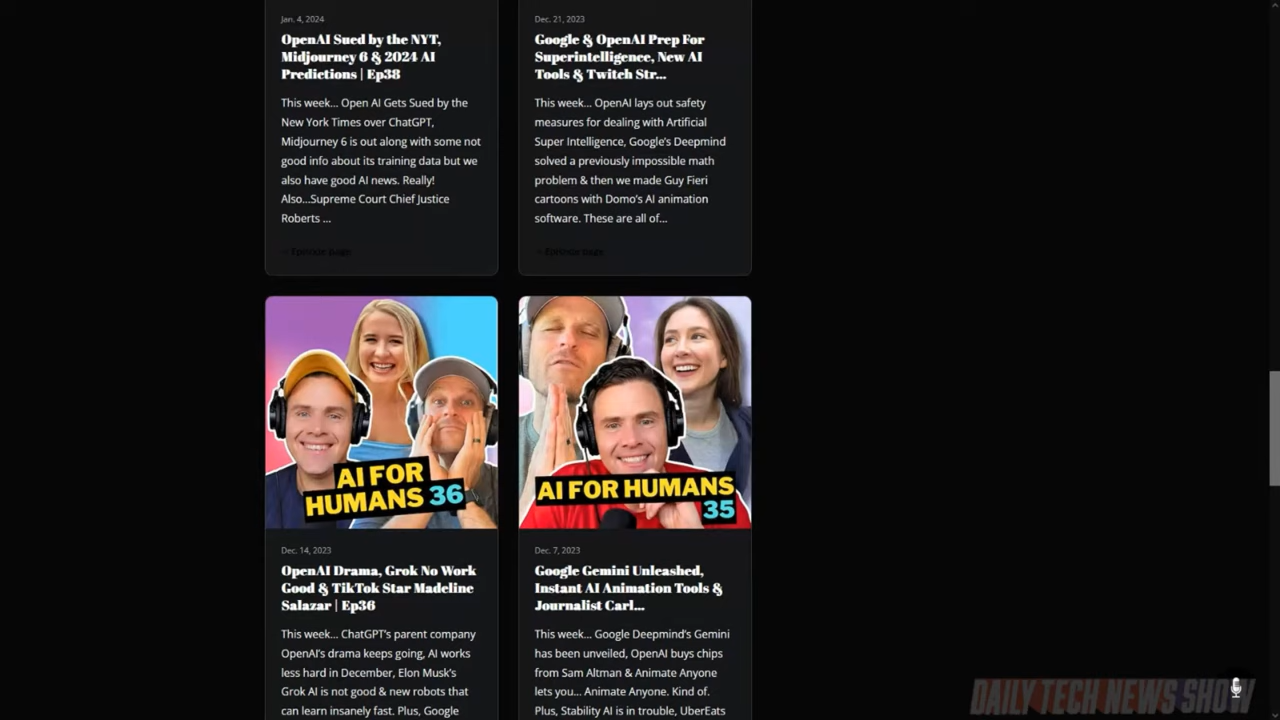 Jan. 4, 2024
OpenAI Sued by the NYT,
Midjourney 6 & 2024 AI
Predictions | Ep38
This week... Open AI Gets Sued by the
New York Times over ChatGPT,
Midjourney 6 is out along with some not
good info about its training data but we
also have good AI news. Really!
Also...Supreme Court Chief Justice
Roberts ...
→ Episode page
Dec. 21, 2023
Google & OpenAI Prep For
Superintelligence, New AI
Tools & Twitch Str...
This week... OpenAI lays out safety
measures for dealing with Artificial
Super Intelligence, Google's Deepmind
solved a previously impossible math
problem & then we made Guy Fieri
cartoons with Domo's AI animation
software. These are all of...
→ Episode page
AI FOR
HUMANS 36
Dec. 14, 2023
OpenAI Drama, Grok No Work
Good & TikTok Star Madeline
Salazar | Ep36
This week... ChatGPT's parent company
OpenAI's drama keeps going, AI works
less hard in December, Elon Musk's
Grok AI is not good & new robots that
can learn insanely fast. Plus, Google
AI FOR HUMANS
35
Dec. 7, 2023
Google Gemini Unleashed,
Instant AI Animation Tools &
Journalist Carl...
This week... Google Deepmind's Gemini
has been unveiled, OpenAI buys chips
from Sam Altman & Animate Anyone
lets you... Animate Anyone. Kind of.
Plus, Stability AI is in trouble, UberEats
DAILY TECH NEWS SHOW